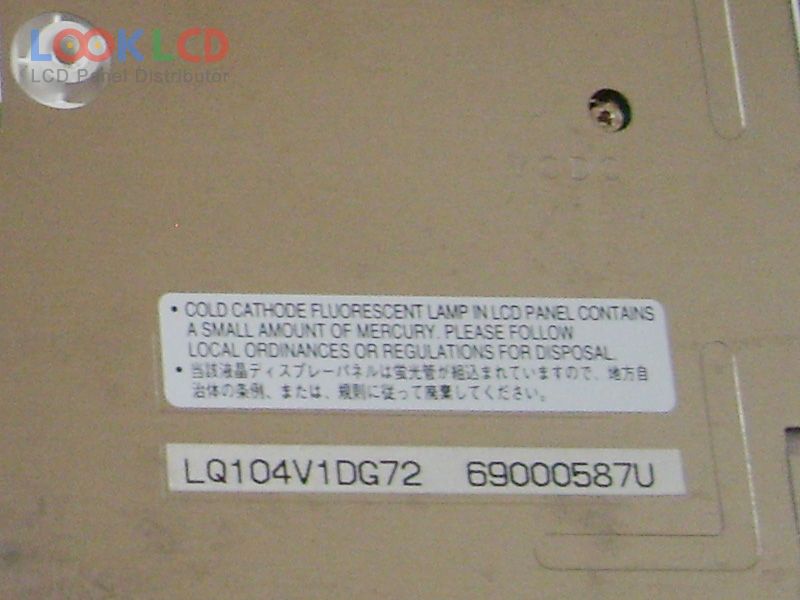 LOOK LCD
LCD Panel Distributor
• COLD CATHODE FLUORESCENT LAMP IN LCD PANEL CONTAINS
A SMALL AMOUNT OF MERCURY. PLEASE FOLLOW
LOCAL ORDINANCES OR REGULATIONS FOR DISPOSAL.
• 当該液晶ディスプレーパネルは蛍光管が組込まれていますので、地方自
治体の条例、または、規則に従って廃棄してください。
LQ104V1DG72 69000587U